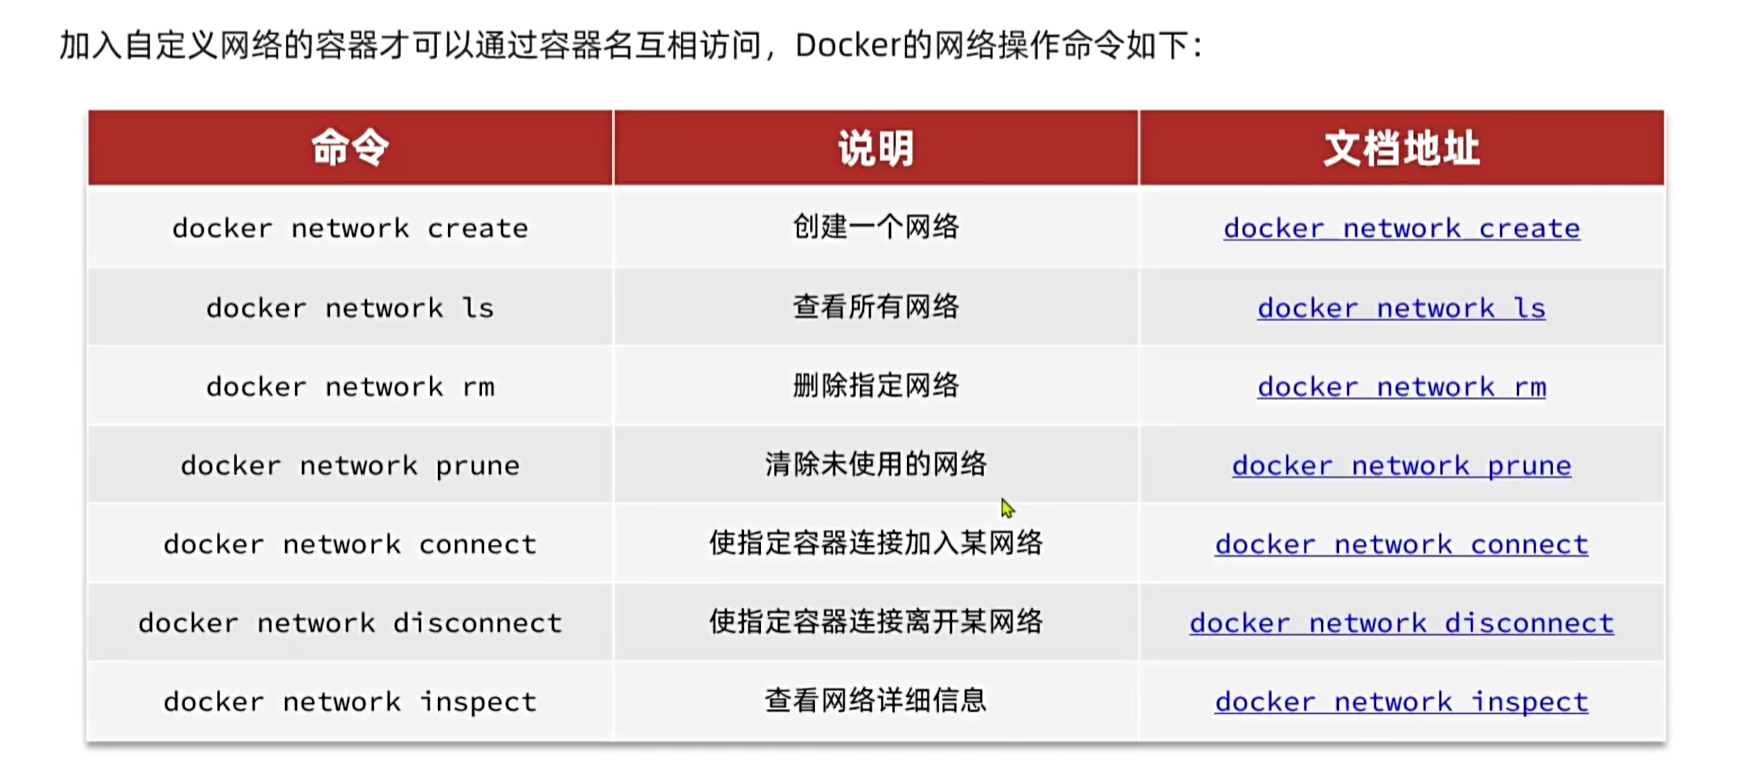 加入自定义网络的容器才可以通过容器名互相访问，Docker的网络操作命令如下：
命令 说明 文档地址
docker network create 创建一个网络 docker network create
docker network ls 查看所有网络 docker network ls
docker network rm 删除指定网络 docker network rm
docker network prune 清除未使用的网络 docker network prune
docker network connect 使指定容器连接加入某网络 docker network connect
docker network disconnect 使指定容器连接离开某网络 docker network disconnect
docker network inspect 查看网络详细信息 docker network inspect